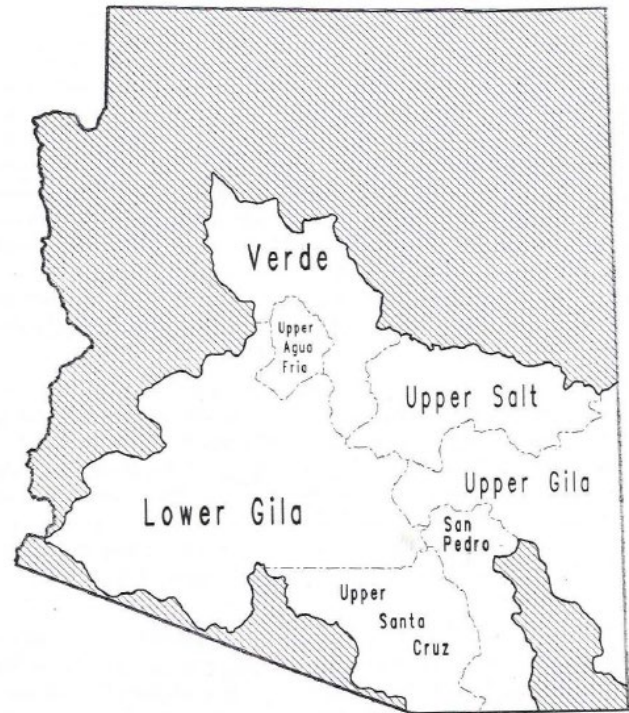 Verde
Upper
Agua
Fria
Upper Salt
Upper Gila
Lower Gila
San
Pedro
Upper
Santa
Cruz